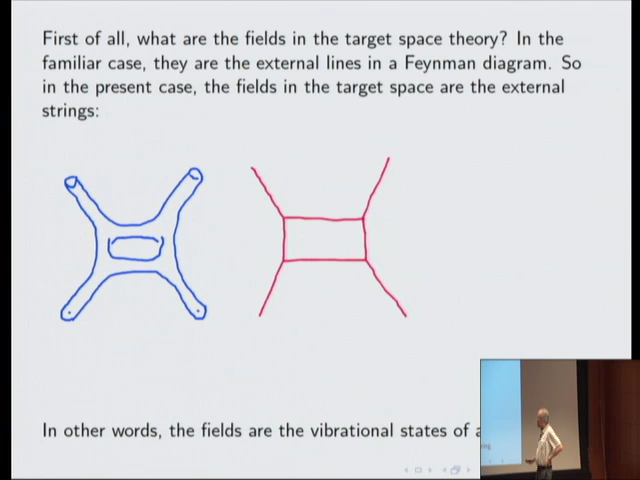 First of all, what are the fields in the target space theory? In the
familiar case, they are the external lines in a Feynman diagram. So
in the present case, the fields in the target space are the external
strings:
In other words, the fields are the vibrational states of a